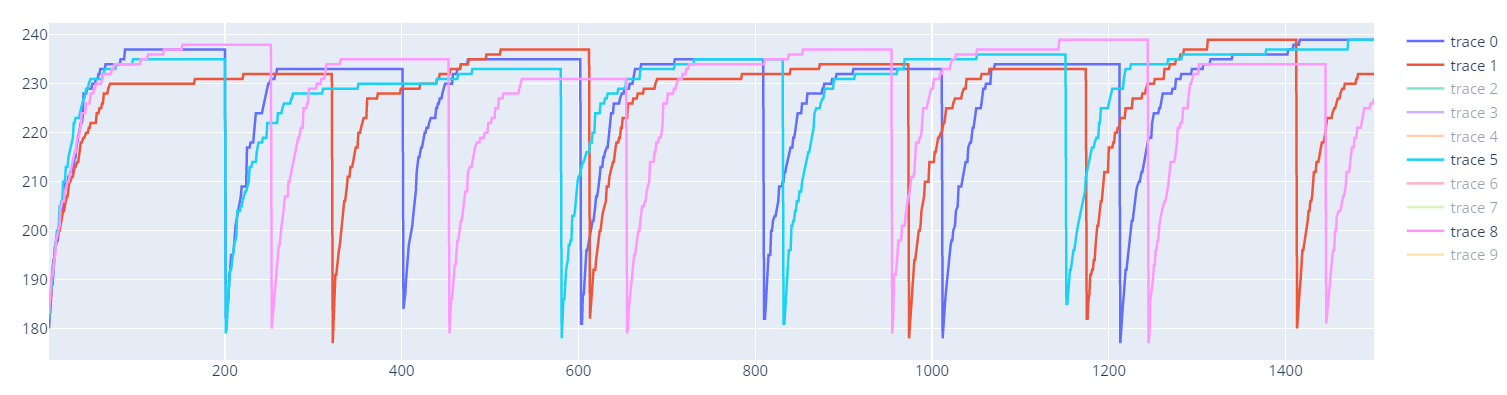 240
230
220
210
200
190
180
200
400
600
800
1000
1200
1400
trace 0
trace 1
trace 2
trace 3
trace 4
trace 5
trace 6
trace 7
trace 8
trace 9